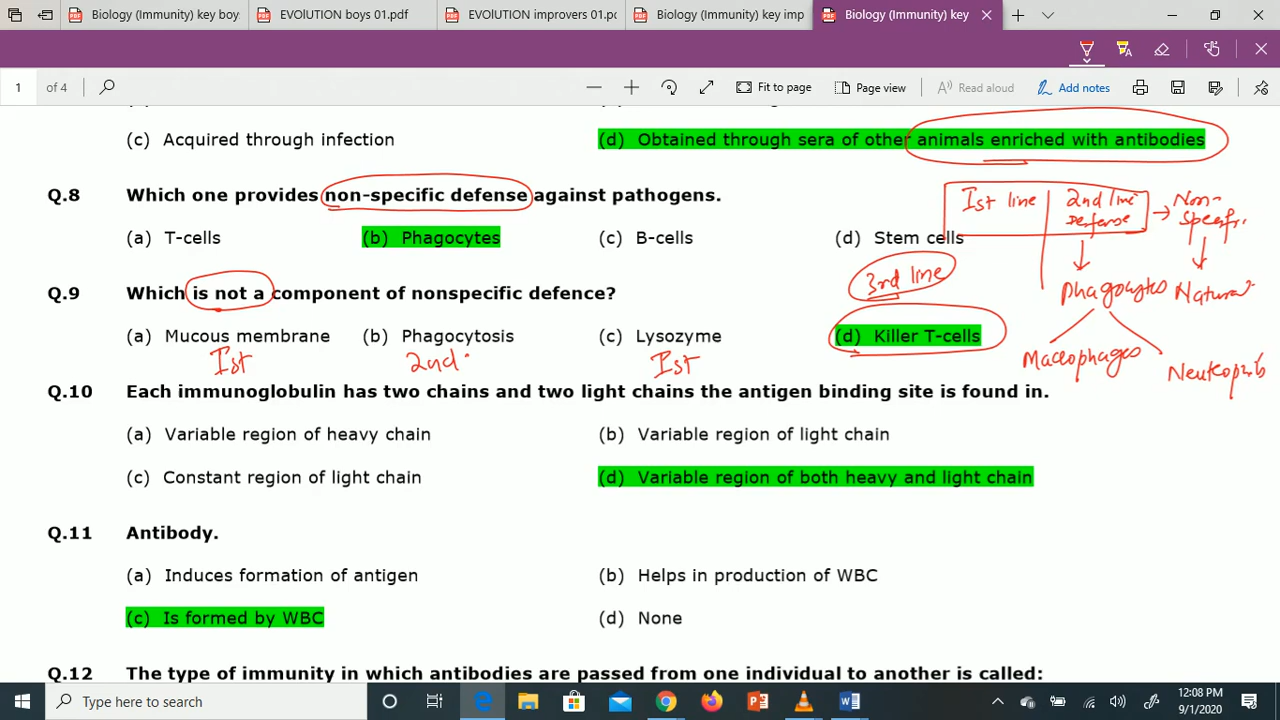 Biology (Immunity) key boy
EVOlUTION boys 01.pdf
EVOlUTION improvers 01.pc
Biology (Immunity) key imp
Biology (Immunity) key
1 of 4
Fit to page
Page view
Read aloud
Add notes
(c) Acquired through infection
(d) Obtained through sera of other animals enriched with antibodies
Q.8 Which one provides non-specific defense against pathogens.
Ist line 2nd line Defense
Non-Specific
(a) T-cells (b) Phagocytes (c) B-cells (d) Stem cells
3rd line
Phagocytes Natural
Q.9 Which is not a component of nonspecific defence?
(a) Mucous membrane (b) Phagocytosis (c) Lysozyme (d) Killer T-cells
Ist 2nd Ist
Macrophages Neutrophils
Q.10 Each immunoglobulin has two chains and two light chains the antigen binding site is found in.
(a) Variable region of heavy chain (b) Variable region of light chain
(c) Constant region of light chain (d) Variable region of both heavy and light chain
Q.11 Antibody.
(a) Induces formation of antigen (b) Helps in production of WBC
(c) Is formed by WBC (d) None
Q.12 The type of immunity in which antibodies are passed from one individual to another is called:
Type here to search
12:08 PM
9/1/2020